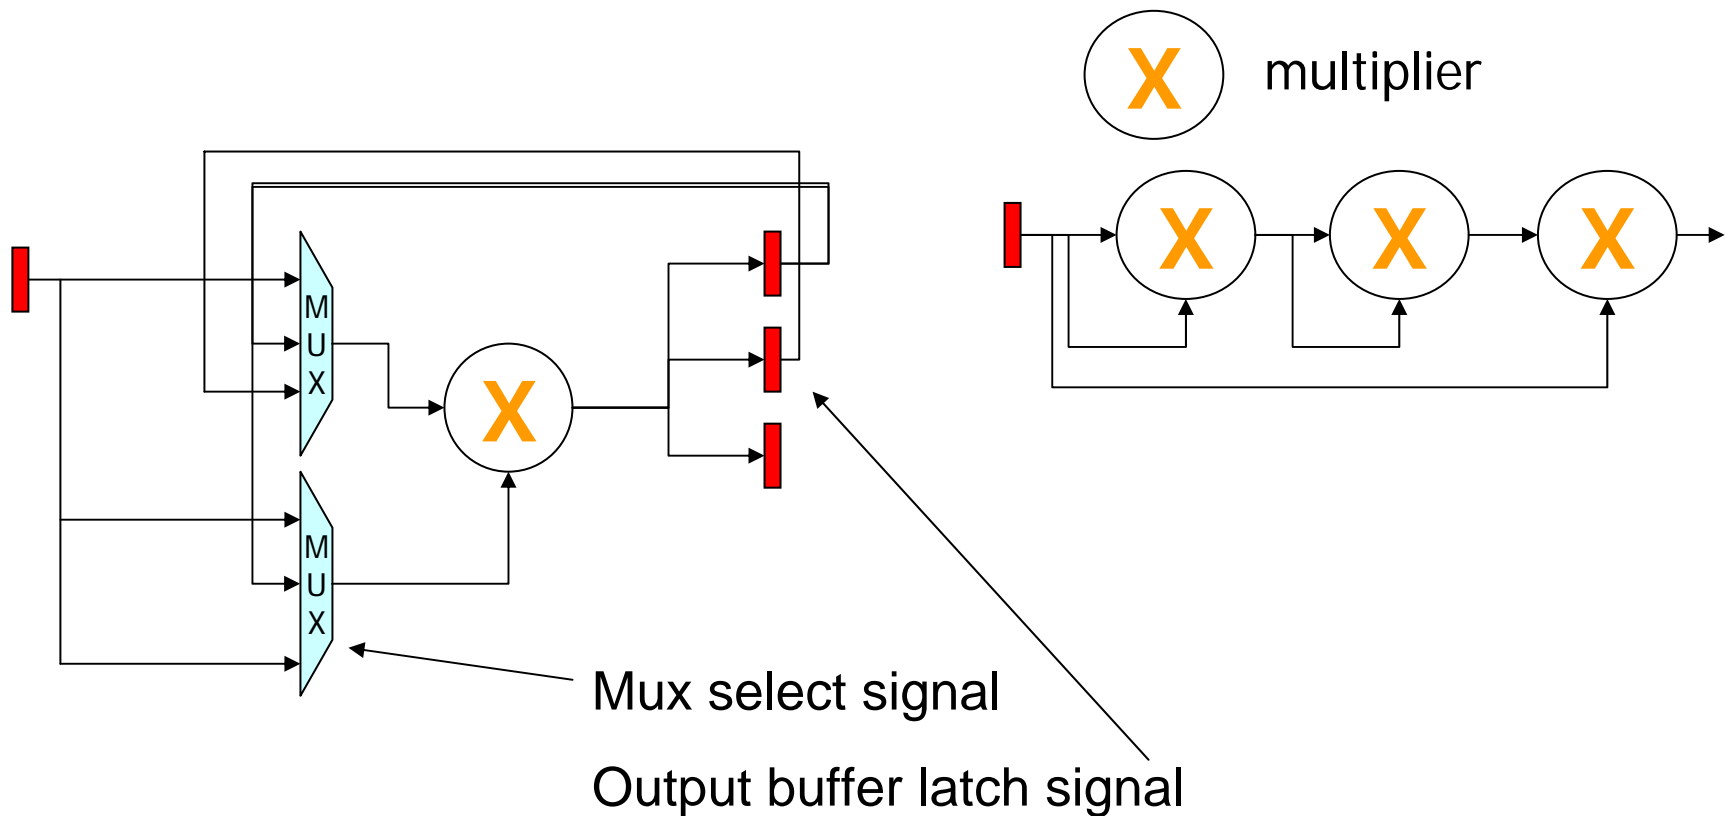 X multiplier
X X X
M
U
X
X
M
U
X
Mux select signal
Output buffer latch signal